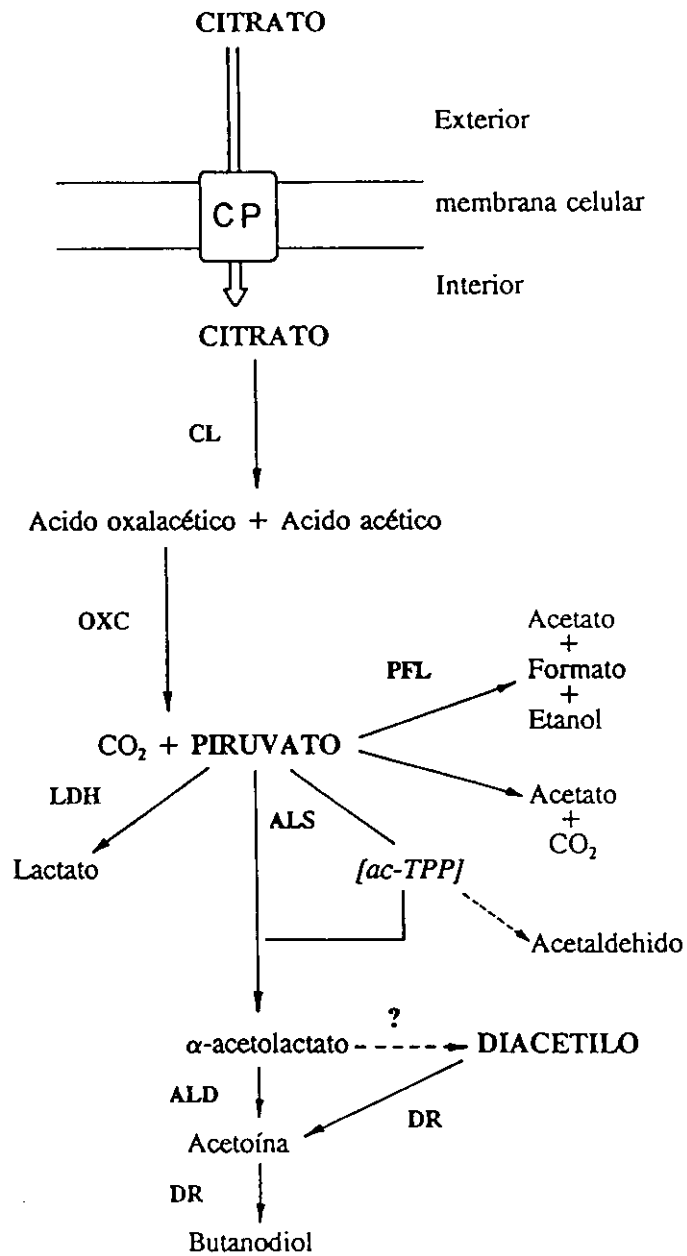 CITRATO
Exterior
CP
membrana celular
Interior
CITRATO
CL
Acido oxalacético + Acido acético
OXC
PFL
Acetato
+
Formato
+
Etanol
CO₂ + PIRUVATO
LDH
ALS
Acetato
+
CO₂
Lactato
[ac-TPP]
Acetaldehido
?
α-acetolactato
DIACETILO
ALD
DR
Acetoína
DR
Butanodiol